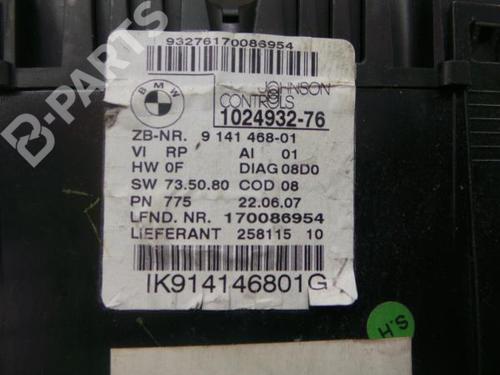 93276170086954
BMW
JOHNSON
CONTROLS
1024932-76
ZB-NR. 9 141 468-01
VI RP AI 01
HW 0F DIAG 08D0
SW 73.50.80 COD 08
PN 775 22.06.07
LFND. NR. 170086954
LIEFERANT 258115 10
IK914146801G
S.H
B-PARTS